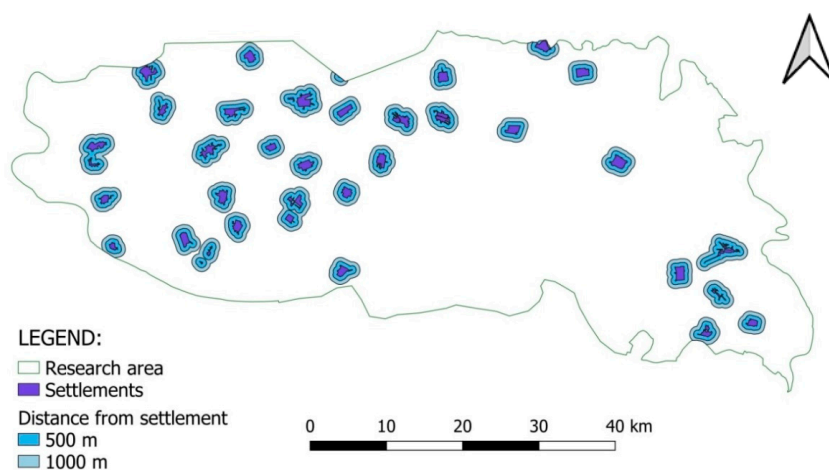 LEGEND:
Research area
Settlements
Distance from settlement
500 m
1000 m
0 10 20 30 40 km